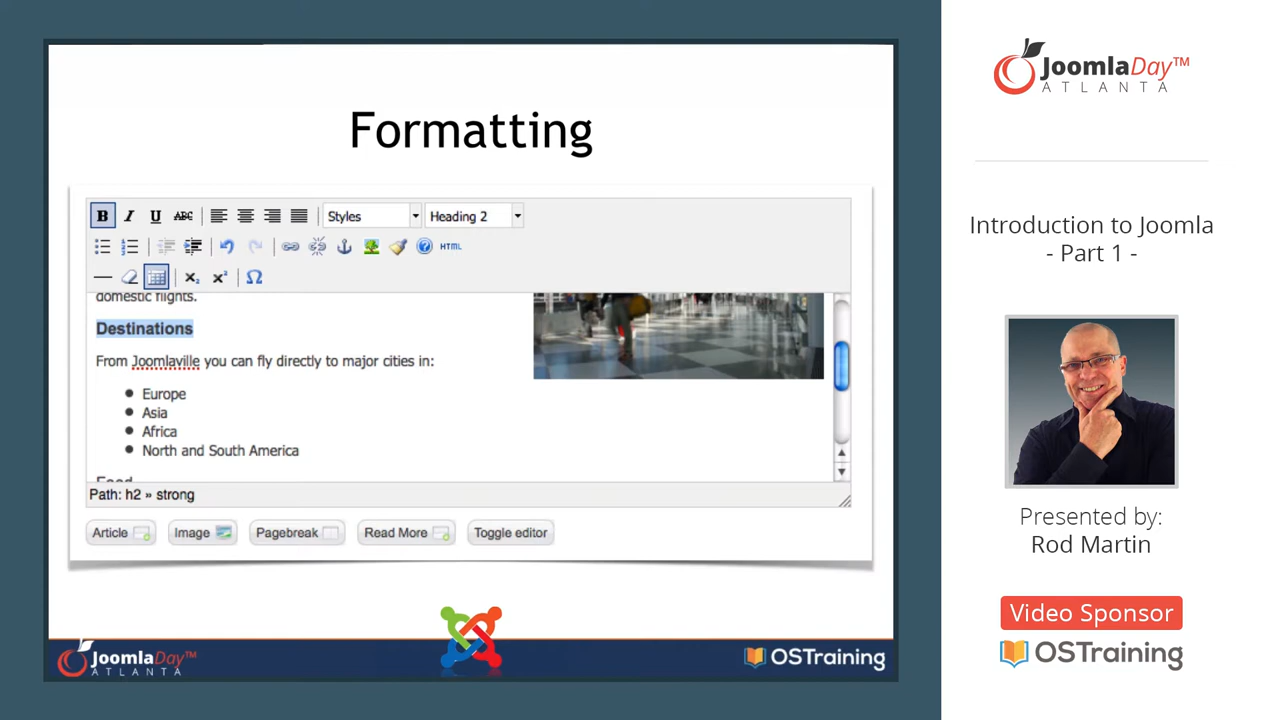 Formatting
B I U ABC Styles Heading 2
HTML
domestic flights.
Destinations
From Joomlaville you can fly directly to major cities in:
Europe
Asia
Africa
North and South America
Food
Path: h2 » strong
Article Image Pagebreak Read More Toggle editor
JoomlaDay™
ATLANTA
OSTraining
JoomlaDay™
ATLANTA
Introduction to Joomla
- Part 1 -
Presented by:
Rod Martin
Video Sponsor
OSTraining